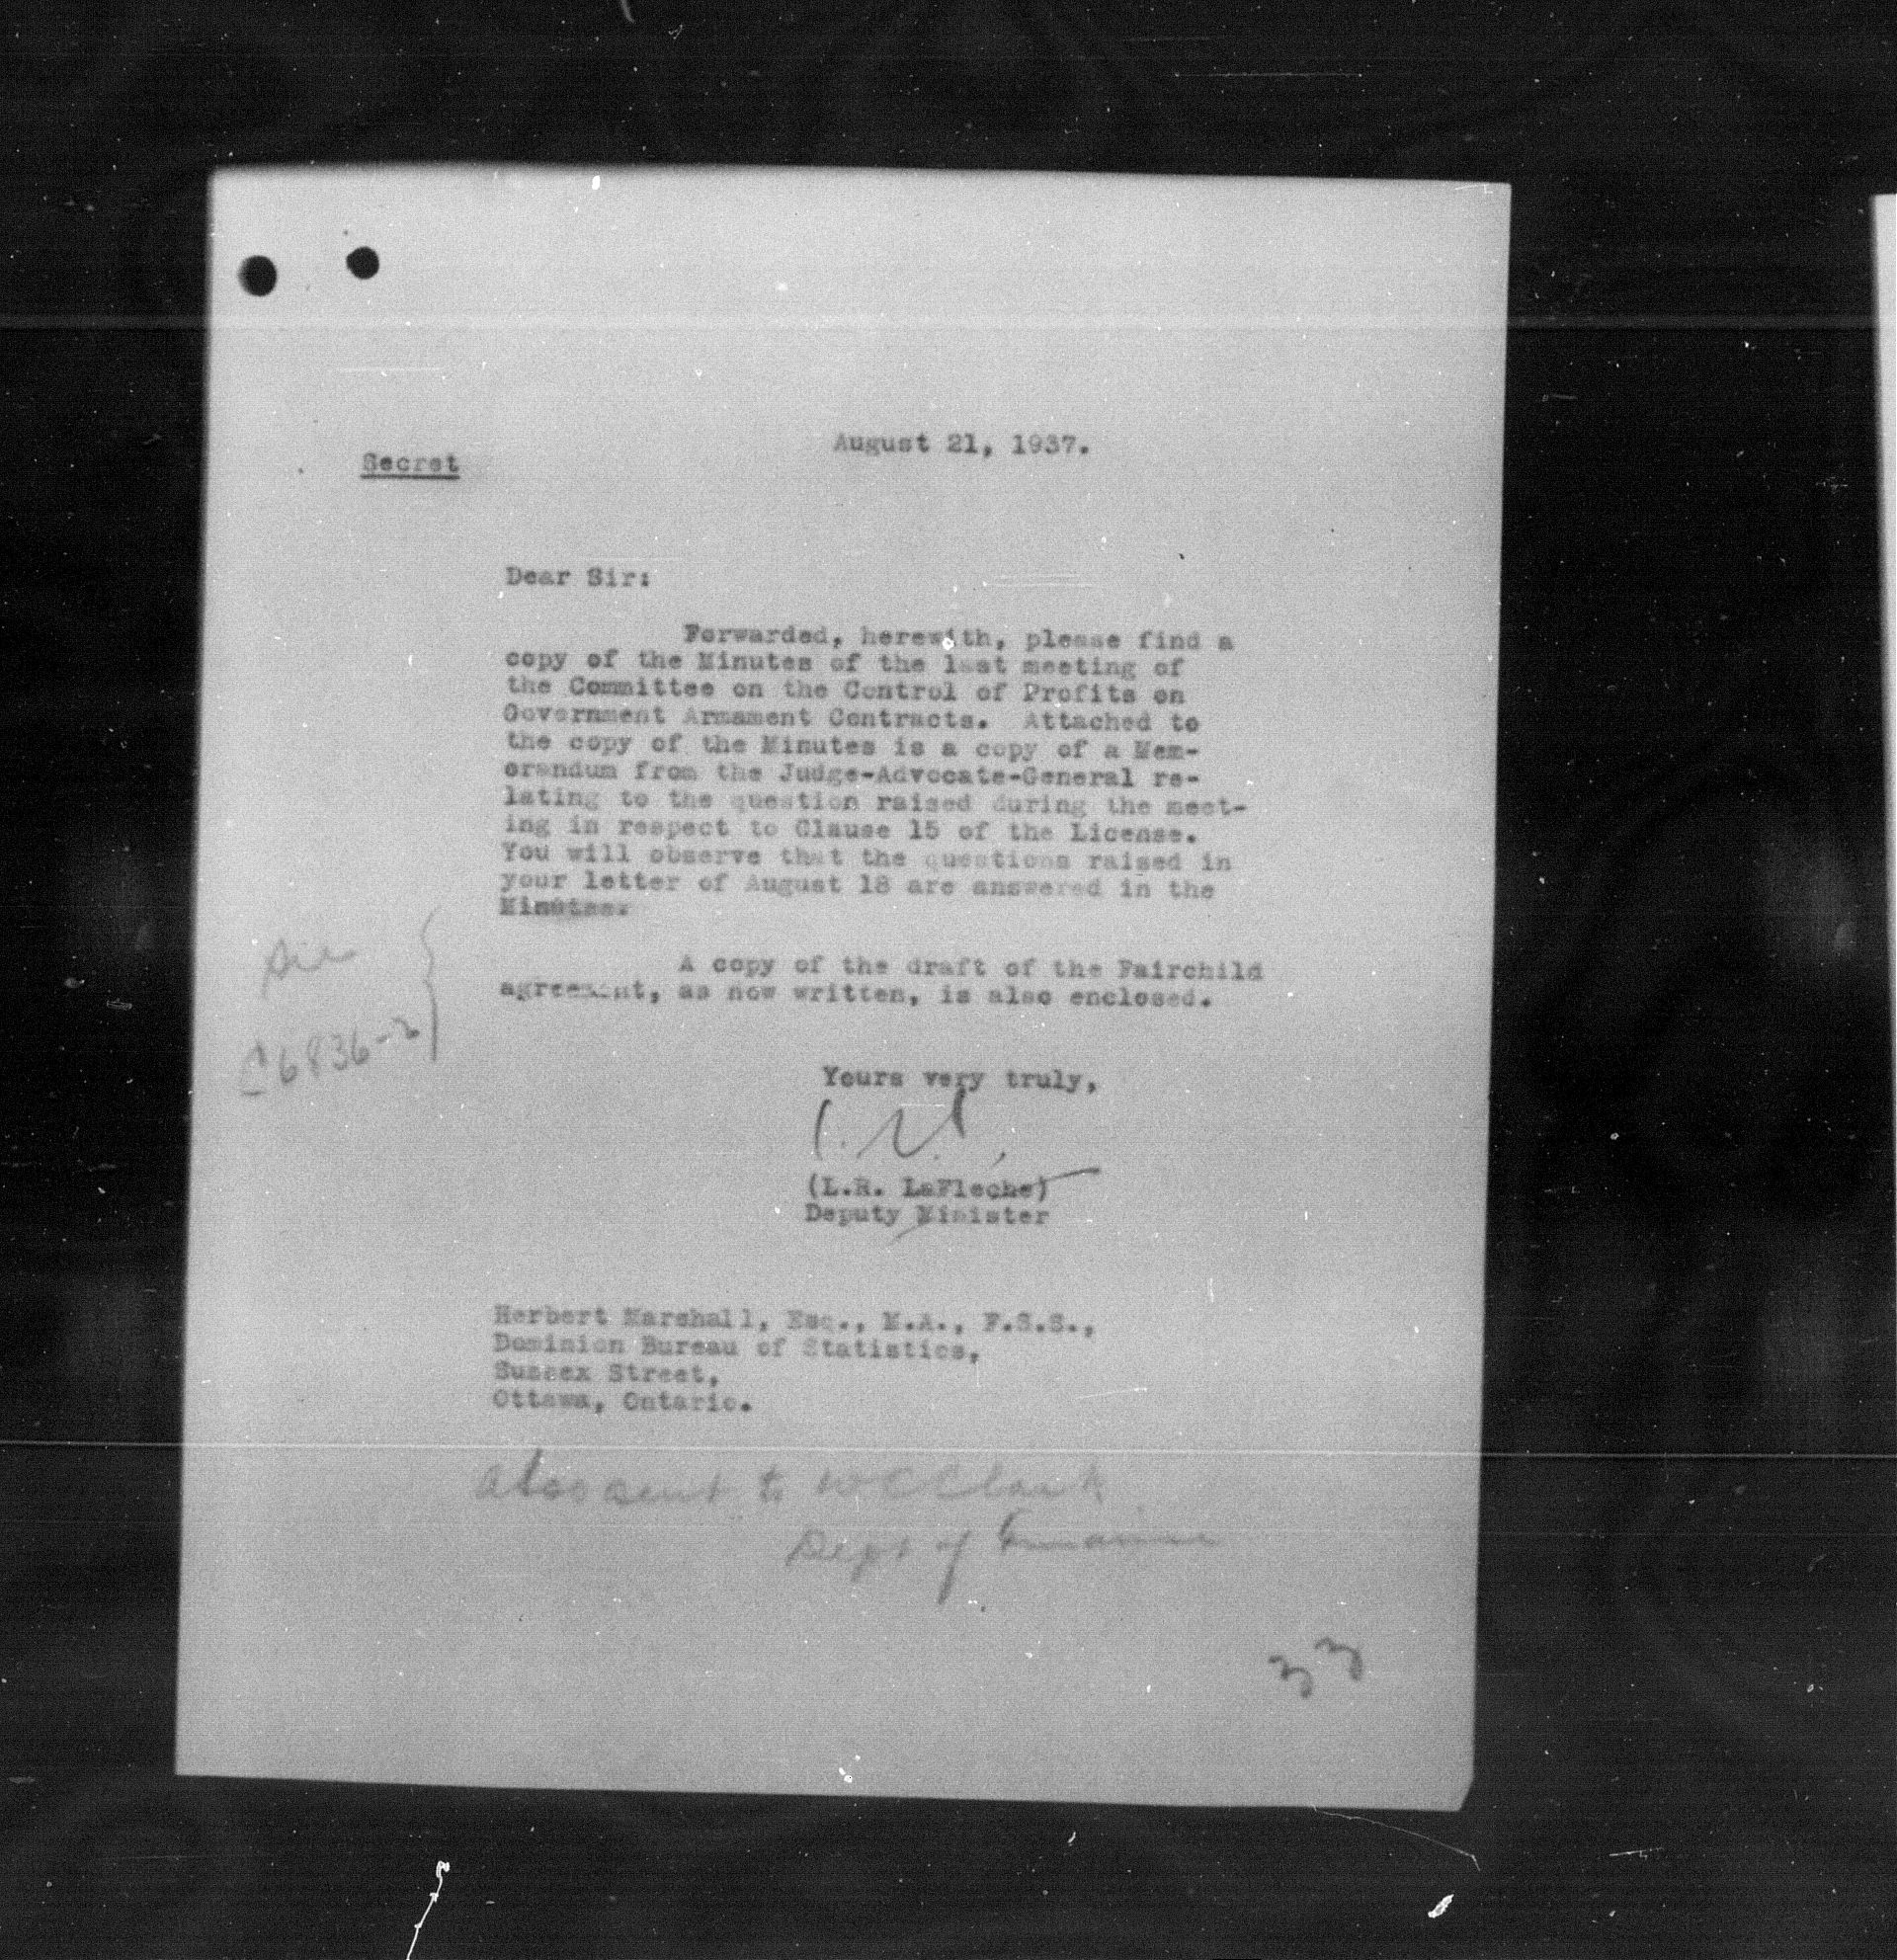 August 21, 1937.
Secret
Dear Sir:
Forwarded, herewith, please find a
copy of the Minutes of the last meeting of
the Committee on the Control of Profits on
Government Armament Contracts. Attached to
the copy of the Minutes is a copy of a Mem-
orandum from the Judge-Advocate-General re-
lating to the question raised during the meet-
ing in respect to Clause 15 of the License.
You will observe that the questions raised in
your letter of August 18 are answered in the
Minutes.
A copy of the draft of the Fairchild
agreement, as now written, is also enclosed.
6836-2
Yours very truly,
(L.R. LaFleche)
Deputy Minister
Herbert Marshall, Esq., M.A., F.S.S.,
Dominion Bureau of Statistics,
Sussex Street,
Ottawa, Ontario.
Also sent to W C Clark
Dept of Finance
33